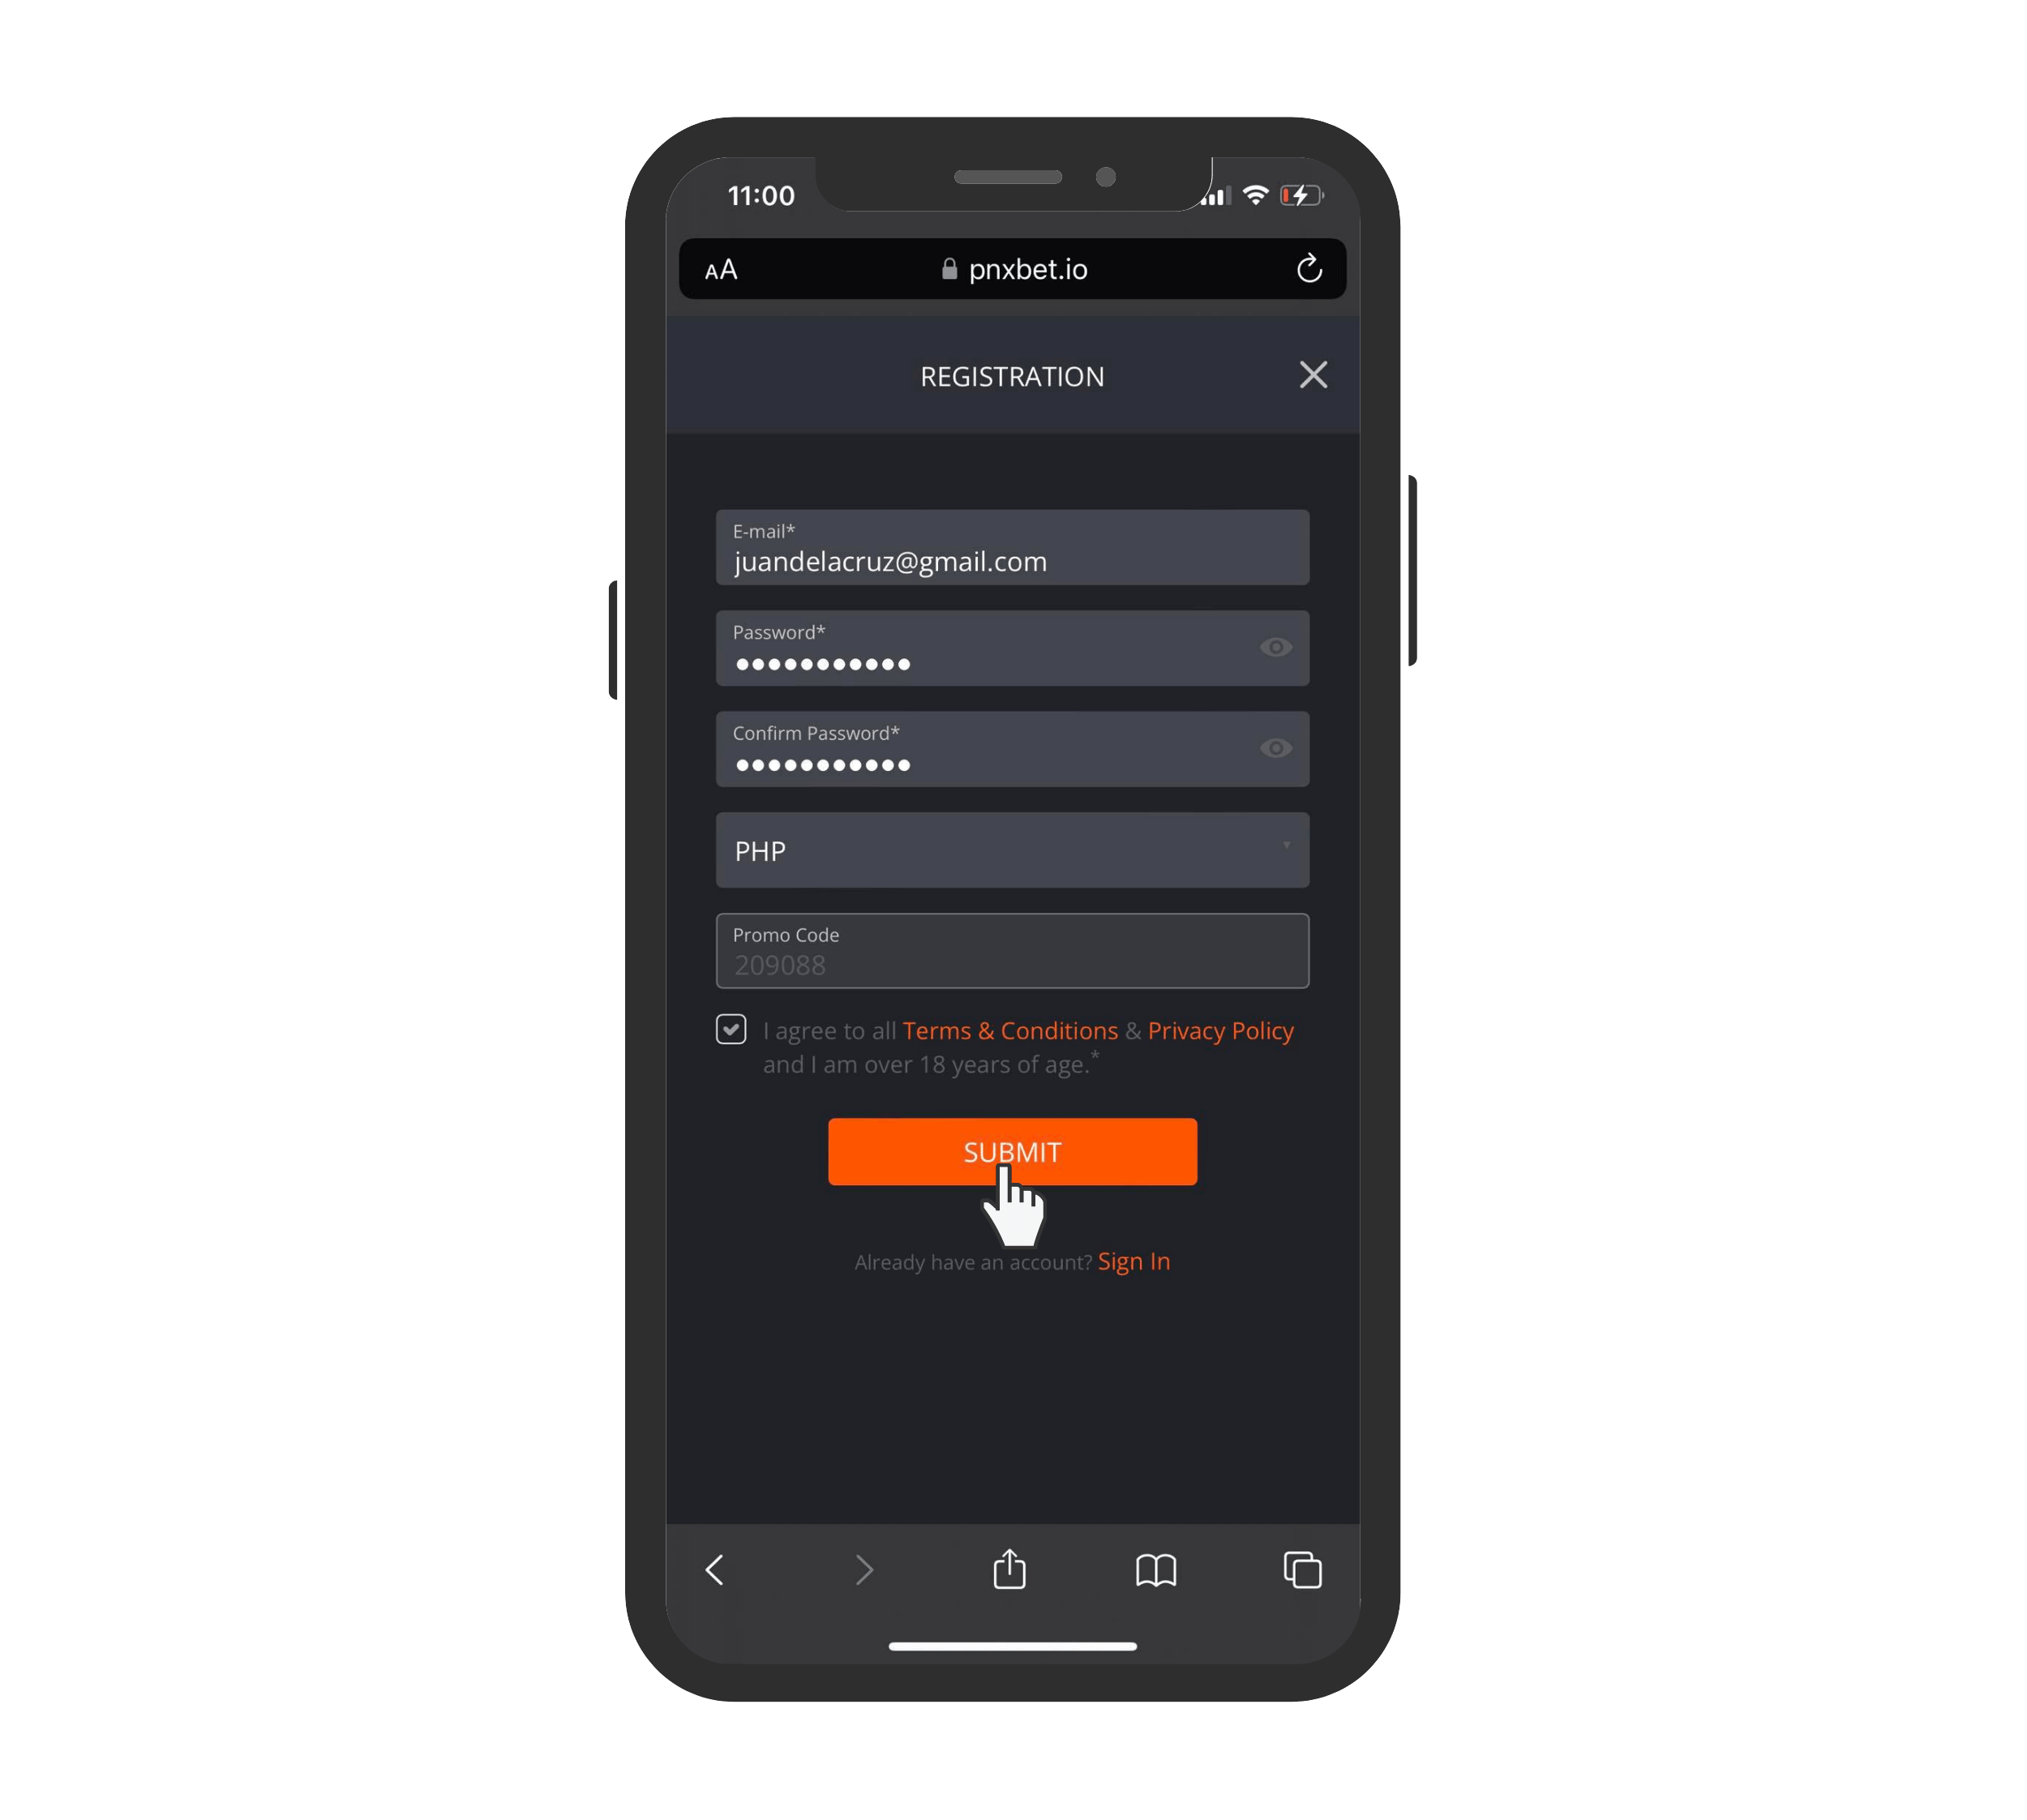 11:00
AA pnxbet.io
REGISTRATION
E-mail*
juandelacruz@gmail.com
Password*
●●●●●●●●●●●
Confirm Password*
●●●●●●●●●●●
PHP
Promo Code
209088
I agree to all Terms & Conditions & Privacy Policy
and I am over 18 years of age.*
SUBMIT
Already have an account? Sign In